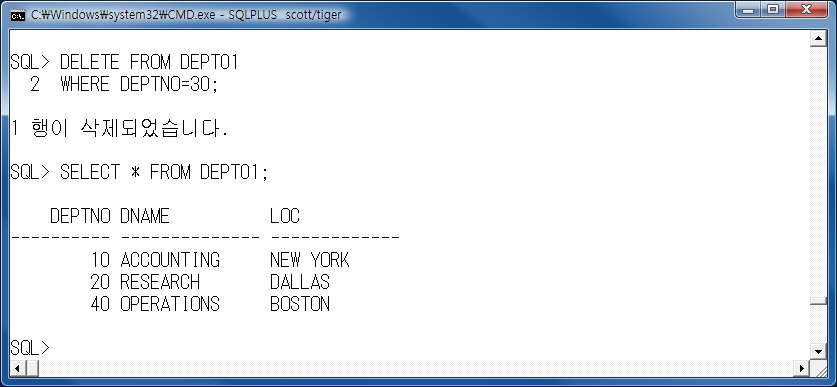 C:₩Windows₩system32₩CMD.exe - SQLPLUS  scott/tiger
SQL> DELETE FROM DEPT01
  2  WHERE DEPTNO=30;
1 행이 삭제되었습니다.
SQL> SELECT * FROM DEPT01;
    DEPTNO DNAME          LOC
---------- -------------- -------------
        10 ACCOUNTING     NEW YORK
        20 RESEARCH       DALLAS
        40 OPERATIONS     BOSTON
SQL>